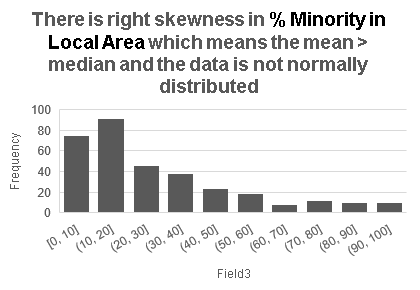 There is right skewness in % Minority in
Local Area which means the mean >
median and the data is not normally
distributed
100
80
60
40
20
0
Frequency
[0, 10]
(10, 20]
(20, 30]
(30, 40]
(40, 50]
(50, 60]
(60, 70]
(70, 80]
(80, 90]
(90, 100]
Field3